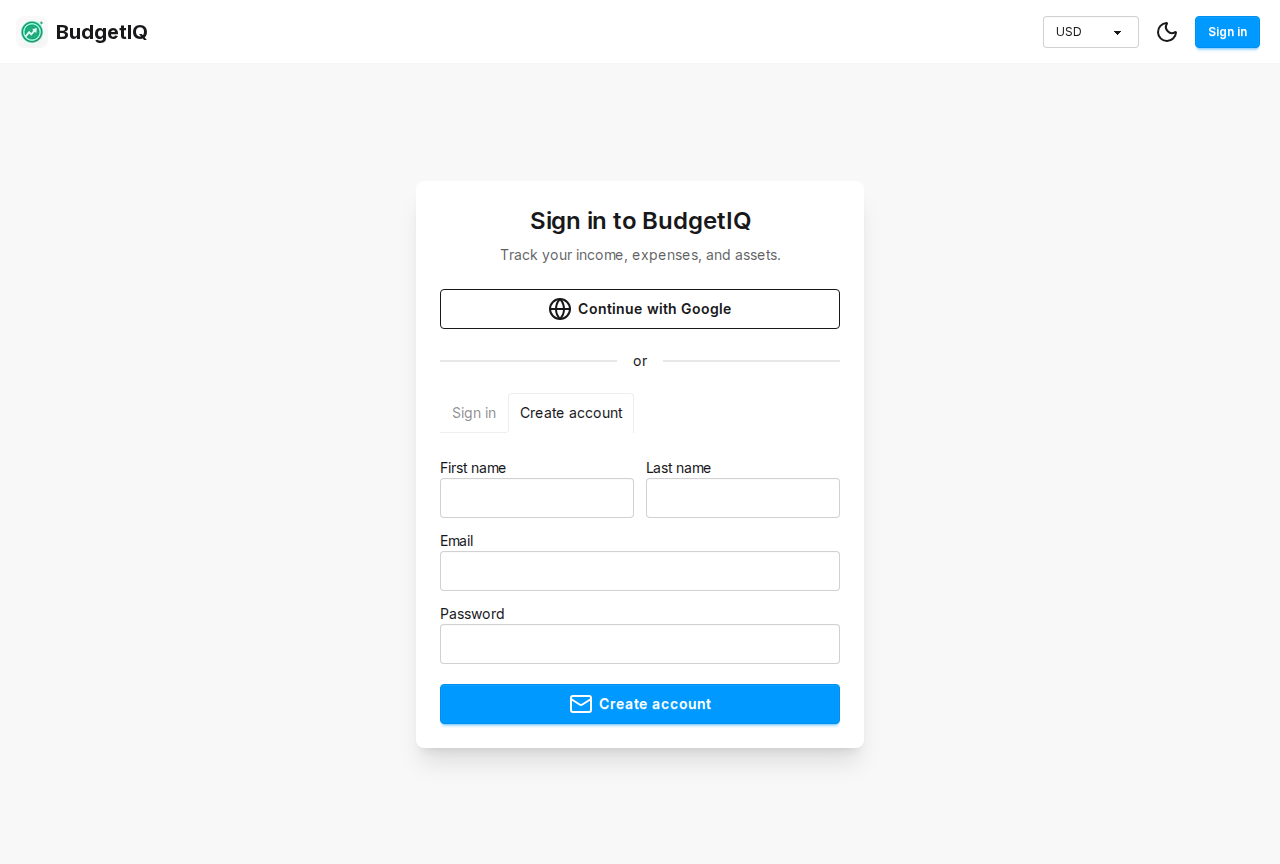 BudgetIQ
USD
Sign in
Sign in to BudgetIQ
Track your income, expenses, and assets.
Continue with Google
or
Sign in
Create account
First name
Last name
Email
Password
Create account